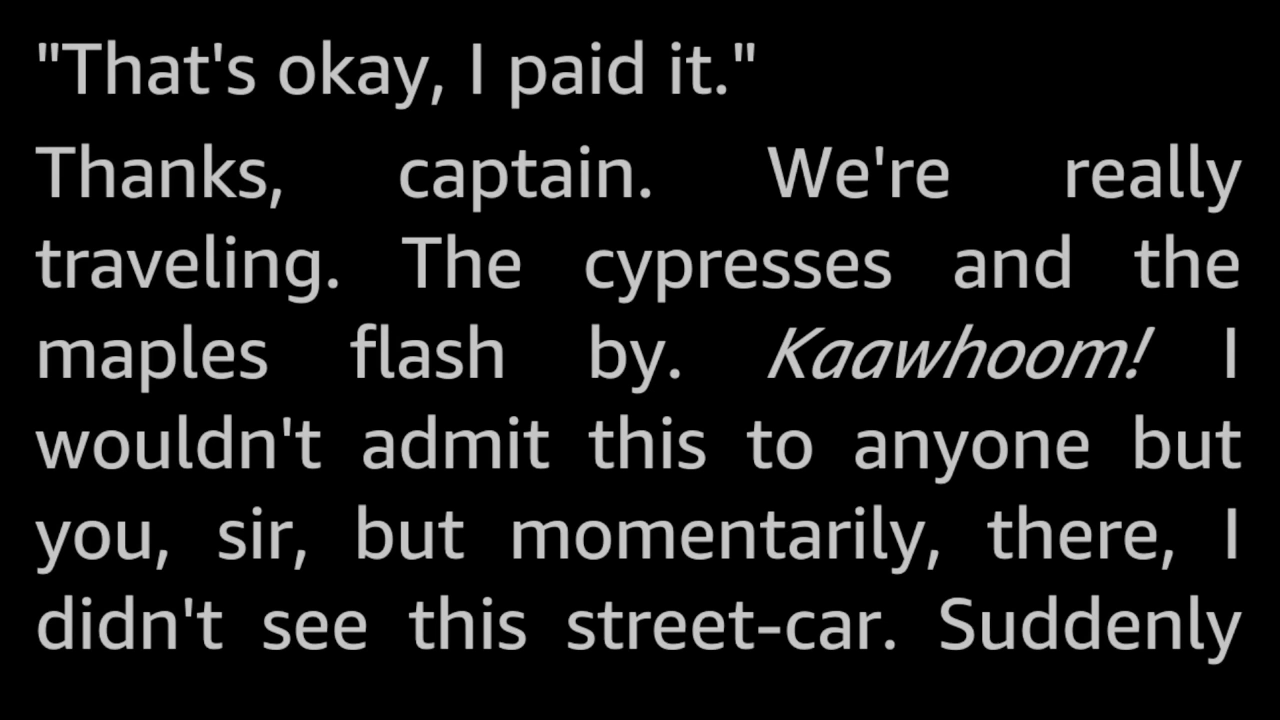 "That's okay, I paid it."
Thanks, captain. We're really
traveling. The cypresses and the
maples flash by. Kaawhoom! I
wouldn't admit this to anyone but
you, sir, but momentarily, there, I
didn't see this street-car. Suddenly